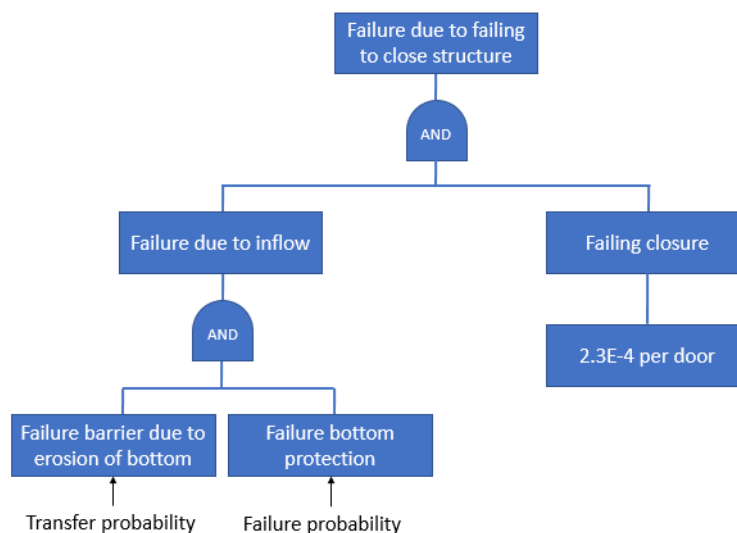 Failure due to failing
to close structure
AND
Failure due to inflow
Failing closure
AND
2.3E-4 per door
Failure barrier due to
erosion of bottom
Failure bottom
protection
Transfer probability
Failure probability